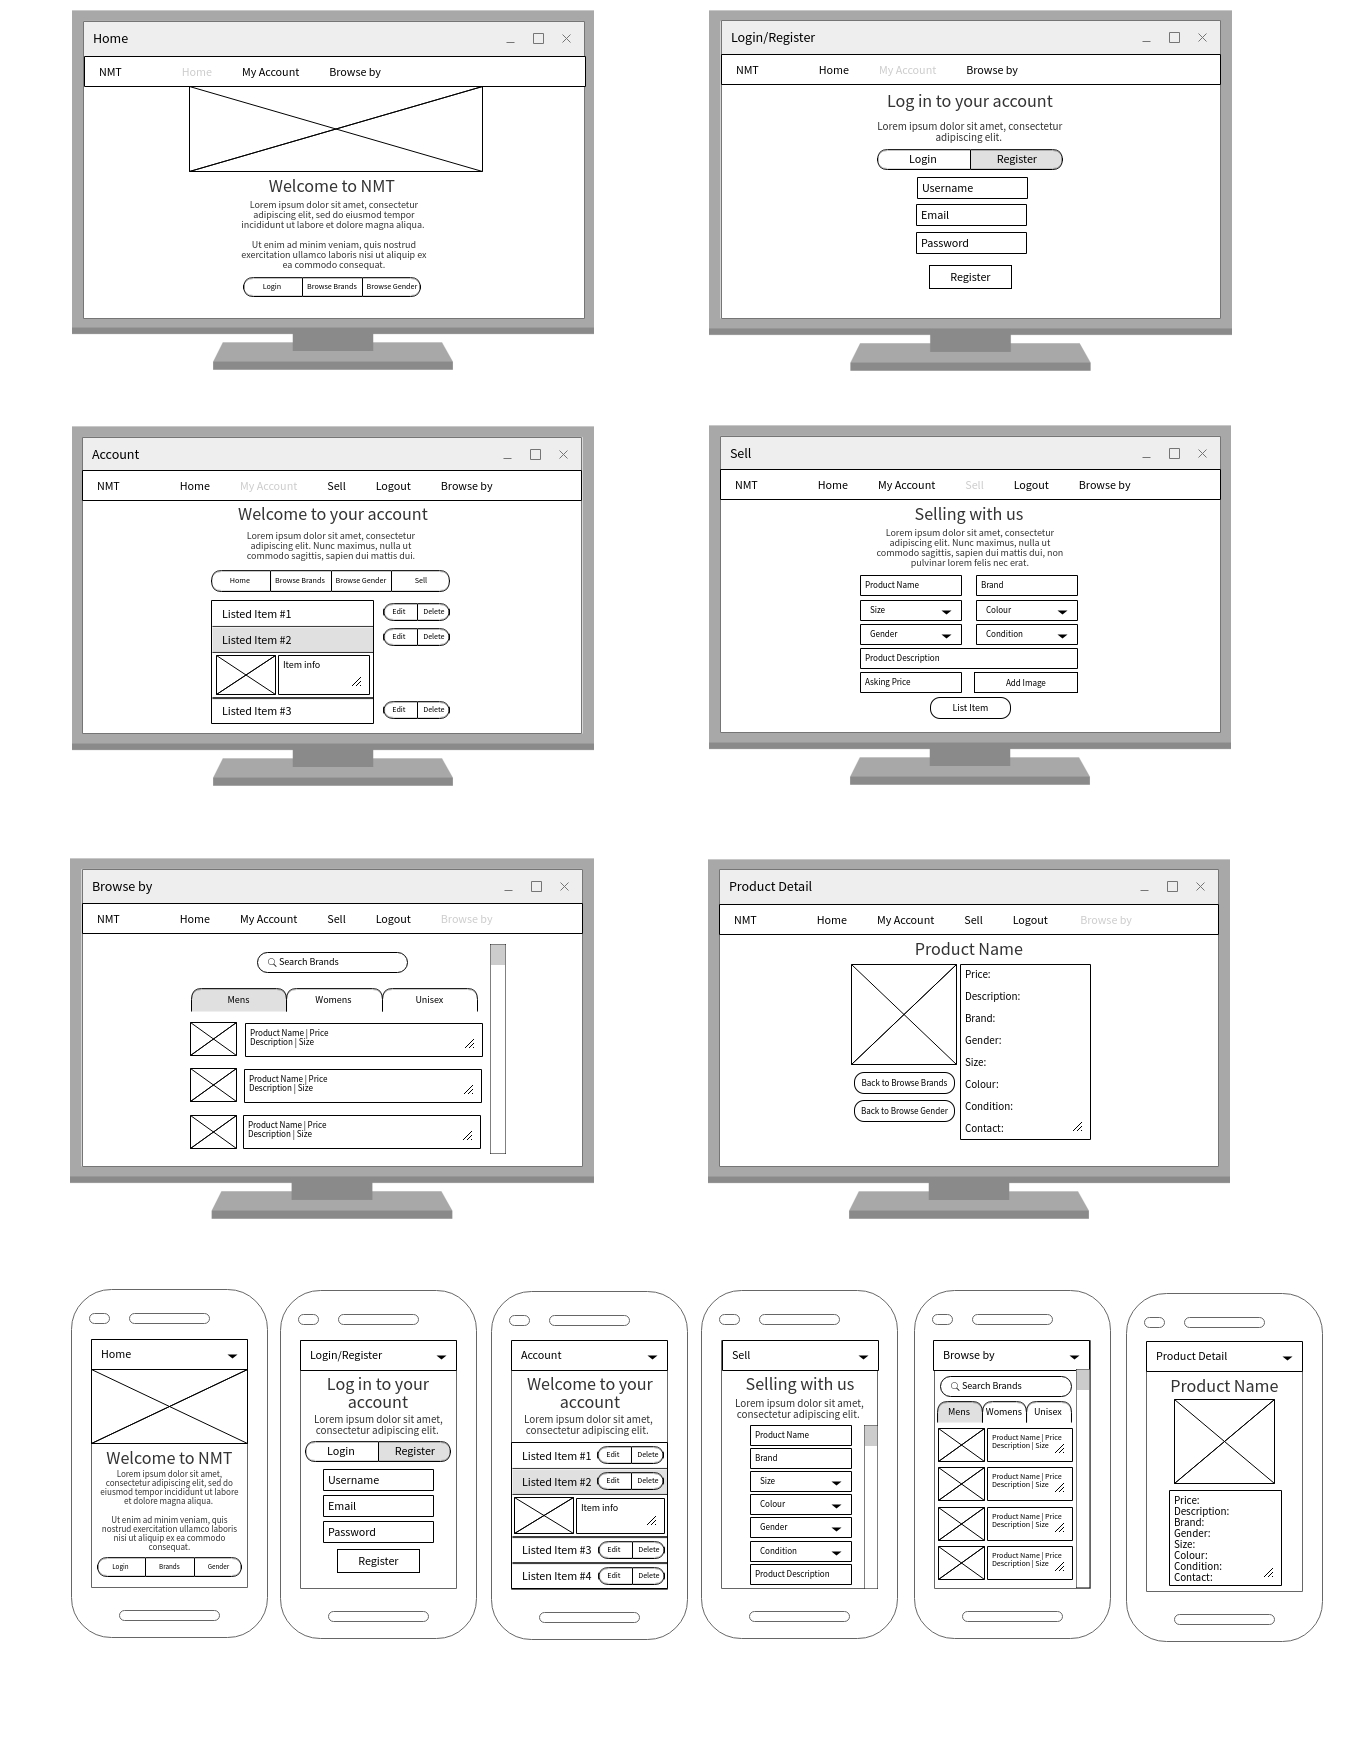 Home
NMT Home My Account Browse by
Welcome to NMT
Lorem ipsum dolor sit amet, consectetur
adipiscing elit, sed do eiusmod tempor
incididunt ut labore et dolore magna aliqua.
Ut enim ad minim veniam, quis nostrud
exercitation ullamco laboris nisi ut aliquip ex
ea commodo consequat.
Login Browse Brands Browse Gender
Login/Register
NMT Home My Account Browse by
Log in to your account
Lorem ipsum dolor sit amet, consectetur
adipiscing elit.
Login Register
Username
Email
Password
Register
Account
NMT Home My Account Sell Logout Browse by
Welcome to your account
Lorem ipsum dolor sit amet, consectetur
adipiscing elit. Nunc maximus, nulla ut
commodo sagittis, sapien dui mattis dui.
Home Browse Brands Browse Gender Sell
Listed Item #1 Edit Delete
Listed Item #2 Edit Delete
Item info
Listed Item #3 Edit Delete
Sell
NMT Home My Account Sell Logout Browse by
Selling with us
Lorem ipsum dolor sit amet, consectetur
adipiscing elit. Nunc maximus, nulla ut
commodo sagittis, sapien dui mattis dui, non
pulvinar lorem felis nec erat.
Product Name Brand
Size Colour
Gender Condition
Product Description
Asking Price Add Image
List Item
Browse by
NMT Home My Account Sell Logout Browse by
Search Brands
Mens Womens Unisex
Product Name | Price
Description | Size
Product Name | Price
Description | Size
Product Name | Price
Description | Size
Product Detail
NMT Home My Account Sell Logout Browse by
Product Name
Price:
Description:
Brand:
Gender:
Size:
Colour:
Condition:
Contact:
Back to Browse Brands
Back to Browse Gender
Home
Welcome to NMT
Lorem ipsum dolor sit amet,
consectetur adipiscing elit, sed do
eiusmod tempor incididunt ut labore
et dolore magna aliqua.
Ut enim ad minim veniam, quis
nostrud exercitation ullamco laboris
nisi ut aliquip ex ea commodo
consequat.
Login Brands Gender
Login/Register
Log in to your
account
Lorem ipsum dolor sit amet,
consectetur adipiscing elit.
Login Register
Username
Email
Password
Register
Account
Welcome to your
account
Lorem ipsum dolor sit amet,
consectetur adipiscing elit.
Listed Item #1 Edit Delete
Listed Item #2 Edit Delete
Item info
Listed Item #3 Edit Delete
Listen Item #4 Edit Delete
Sell
Selling with us
Lorem ipsum dolor sit amet,
consectetur adipiscing elit.
Product Name
Brand
Size
Colour
Gender
Condition
Product Description
Browse by
Search Brands
Mens Womens Unisex
Product Name | Price
Description | Size
Product Name | Price
Description | Size
Product Name | Price
Description | Size
Product Name | Price
Description | Size
Product Detail
Product Name
Price:
Description:
Brand:
Gender:
Size:
Colour:
Condition:
Contact: